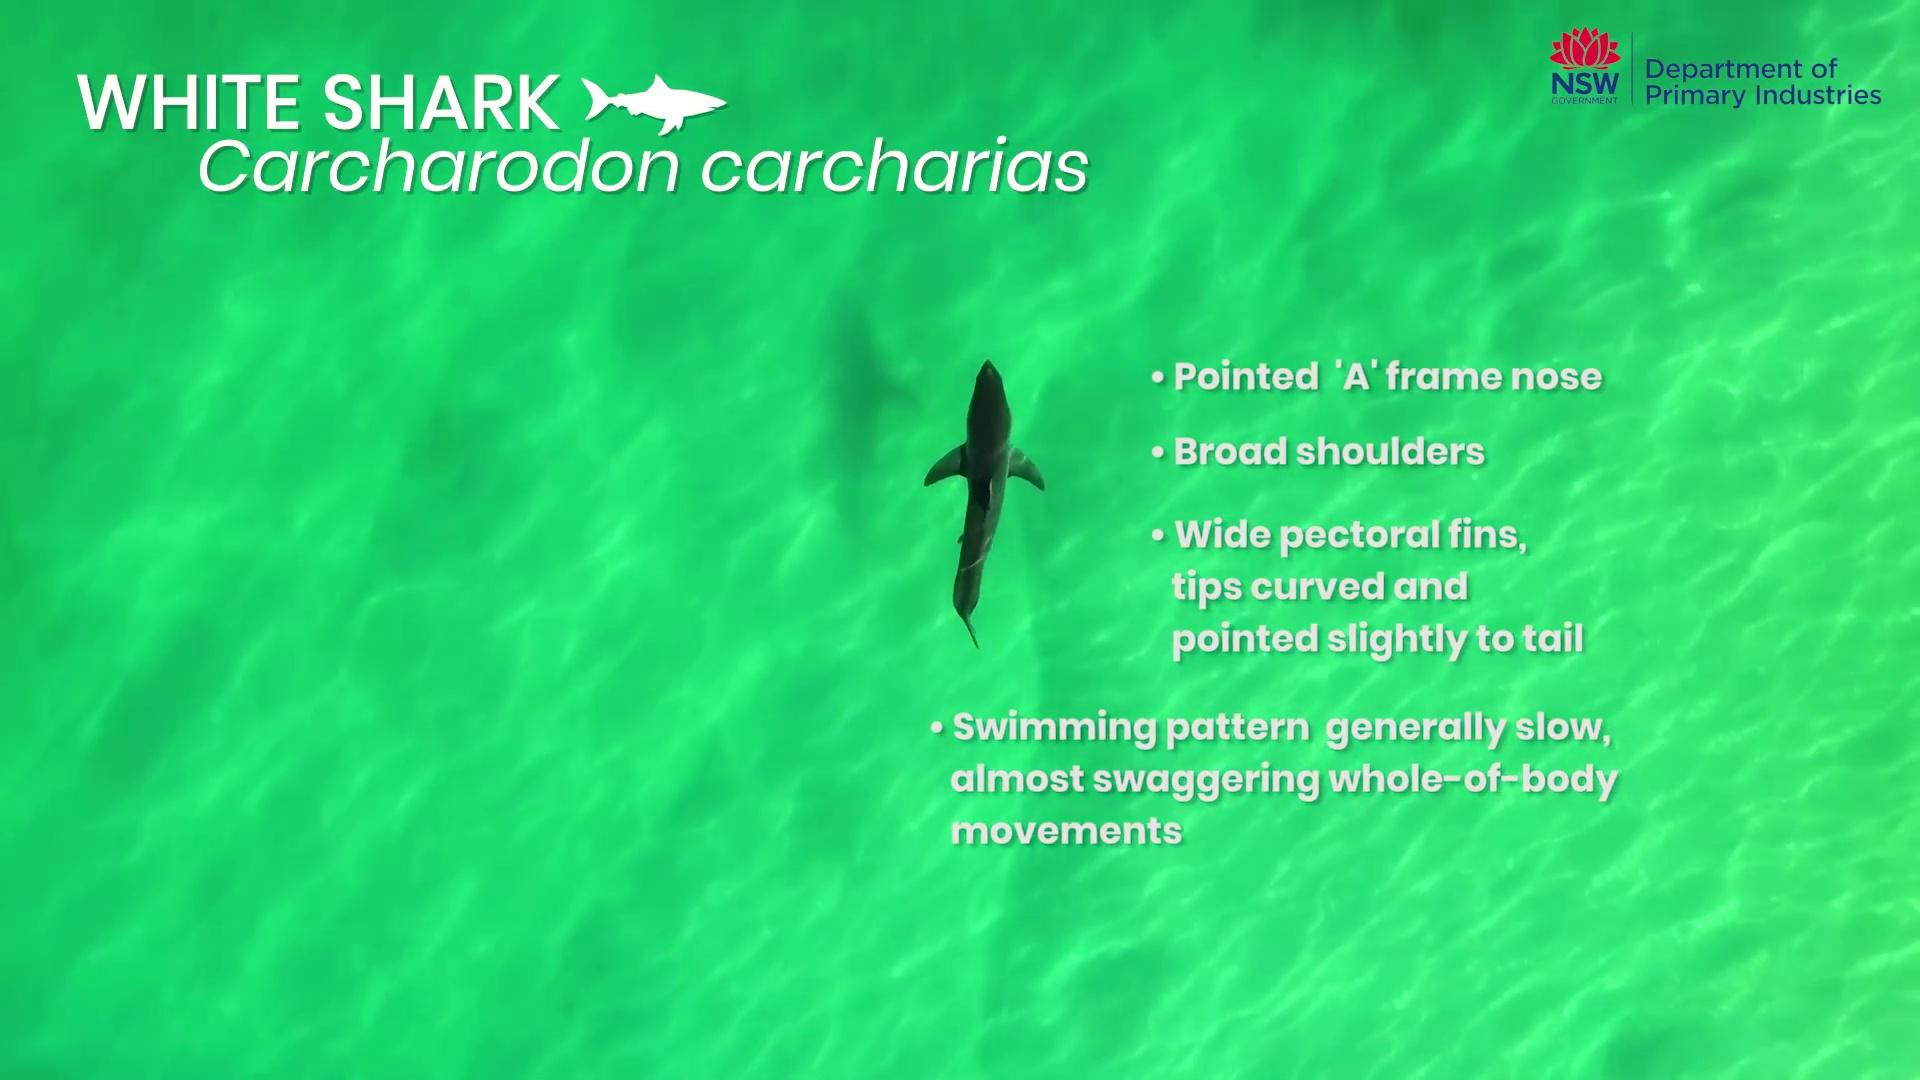 WHITE SHARK
Carcharodon carcharias
NSW
GOVERNMENT
Department of
Primary Industries
• Pointed 'A' frame nose
• Broad shoulders
• Wide pectoral fins,
tips curved and
pointed slightly to tail
• Swimming pattern generally slow,
almost swaggering whole-of-body
movements